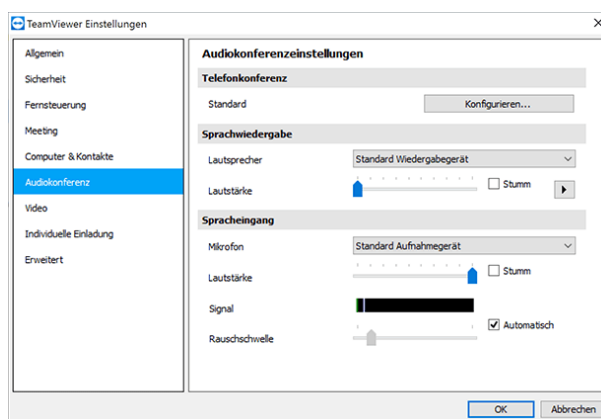 TeamViewer Einstellungen
Allgemein
Sicherheit
Fernsteuerung
Meeting
Computer & Kontakte
Audiokonferenz
Video
Individuelle Einladung
Erweitert
Audiokonferenzeinstellungen
Telefonkonferenz
Standard
Konfigurieren...
Sprachwiedergabe
Lautsprecher
Standard Wiedergabegerät
Lautstärke
Stumm
Spracheingang
Mikrofon
Standard Aufnahmegerät
Lautstärke
Stumm
Signal
Automatisch
Rauschschwelle
OK
Abbrechen